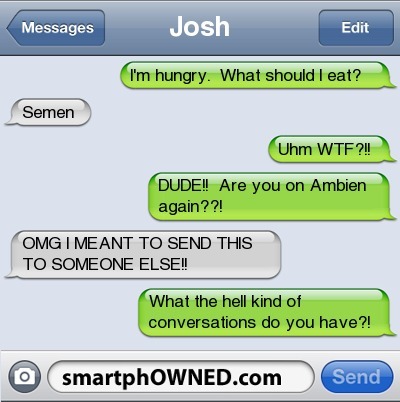 Messages
Josh
Edit
I'm hungry. What should I eat?
Semen
Uhm WTF?!!
DUDE!! Are you on Ambien
again??!
OMG I MEANT TO SEND THIS
TO SOMEONE ELSE!!
What the hell kind of
conversations do you have?!
smartphOWNED.com
Send